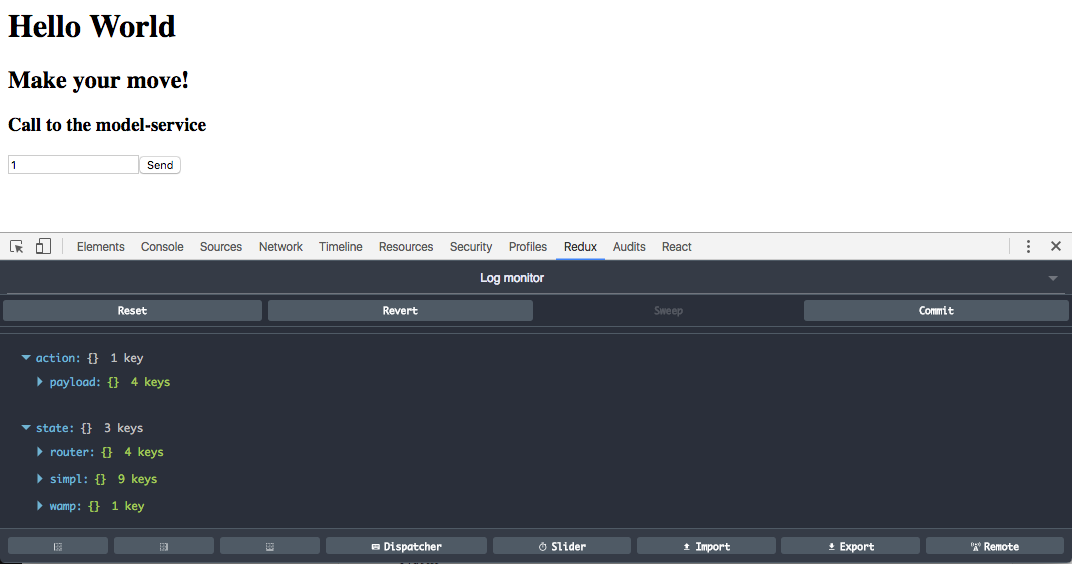 Hello World
Make your move!
Call to the model-service
1 Send
Elements Console Sources Network Timeline Resources Security Profiles Redux Audits React
Log monitor
Reset Revert Sweep Commit
action: {} 1 key
payload: {} 4 keys
state: {} 3 keys
router: {} 4 keys
simpl: {} 9 keys
wamp: {} 1 key
Dispatcher Slider Import Export Remote